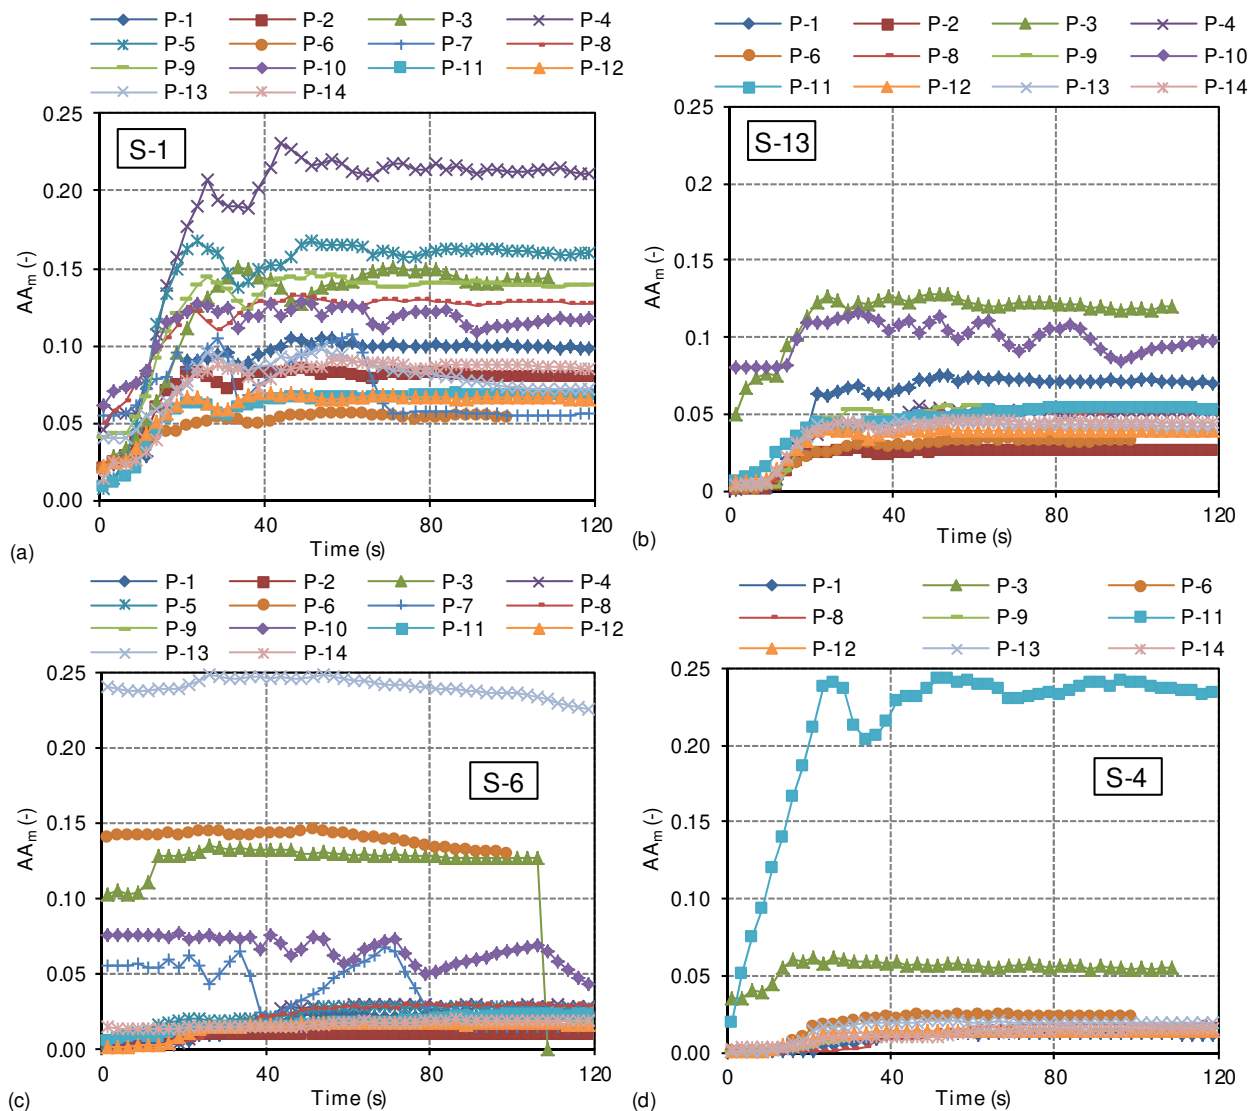 P-1 P-2 P-3 P-4
P-5 P-6 P-7 P-8
P-9 P-10 P-11 P-12
P-13 P-14
0.25
0.20
0.15
0.10
0.05
0.00
AAm (-)
S-1
0 40 80 120
Time (s)
(a)
P-1 P-2 P-3 P-4
P-6 P-8 P-9 P-10
P-11 P-12 P-13 P-14
0.25
0.2
0.15
0.1
0.05
0
AAm (-)
S-13
0 40 80 120
Time (s)
(b)
P-1 P-2 P-3 P-4
P-5 P-6 P-7 P-8
P-9 P-10 P-11 P-12
P-13 P-14
0.25
0.20
0.15
0.10
0.05
0.00
AAm (-)
S-6
0 40 80 120
Time (s)
(c)
P-1 P-3 P-6
P-8 P-9 P-11
P-12 P-13 P-14
0.25
0.20
0.15
0.10
0.05
0.00
AAm (-)
S-4
0 40 80 120
Time (s)
(d)